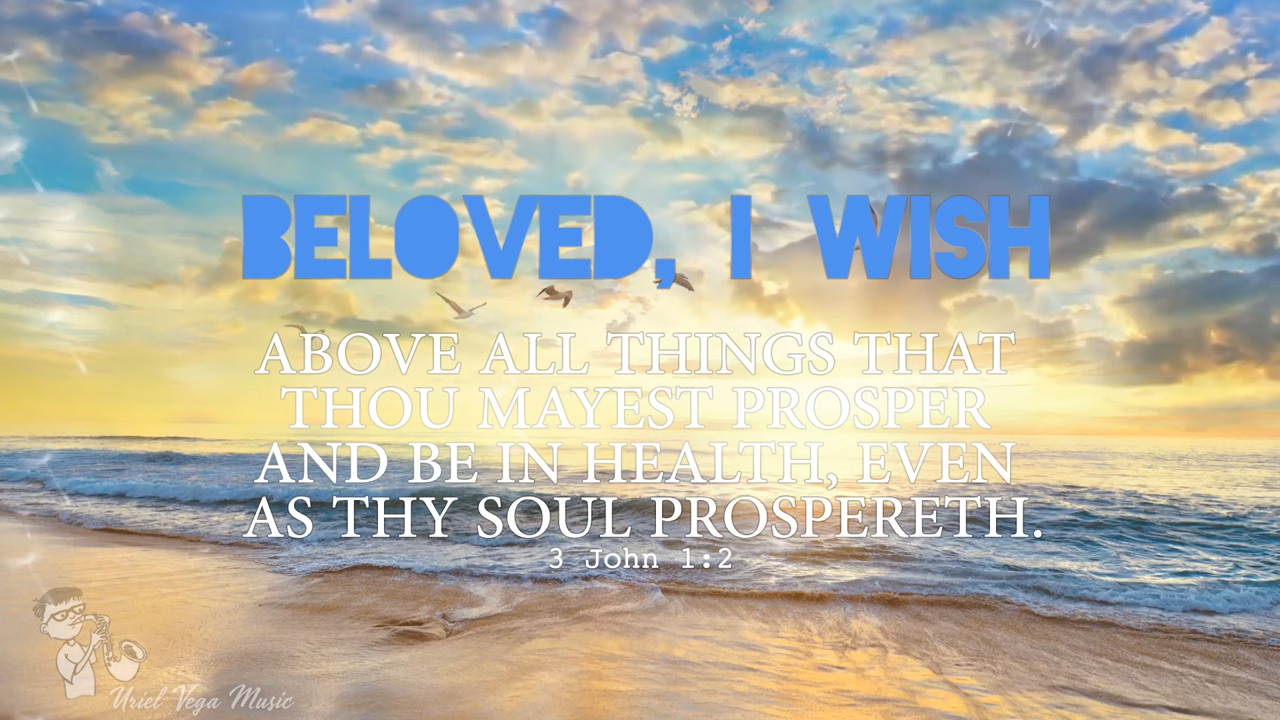 BELOVED, I WISH
ABOVE ALL THINGS THAT
THOU MAYEST PROSPER
AND BE IN HEALTH, EVEN
AS THY SOUL PROSPERETH.
3 John 1:2
Uriel Vega Music